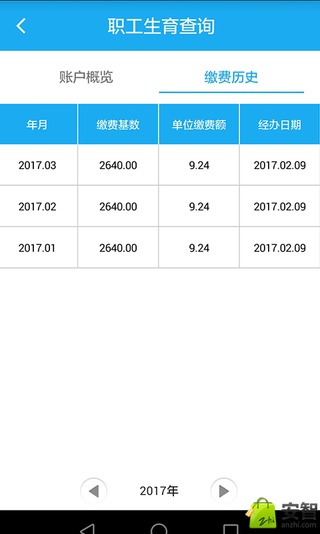 职工生育查询
账户概览 缴费历史
年月 缴费基数 单位缴费额 经办日期
2017.03 2640.00 9.24 2017.02.09
2017.02 2640.00 9.24 2017.02.09
2017.01 2640.00 9.24 2017.02.09
2017年
安智
anzhi.com